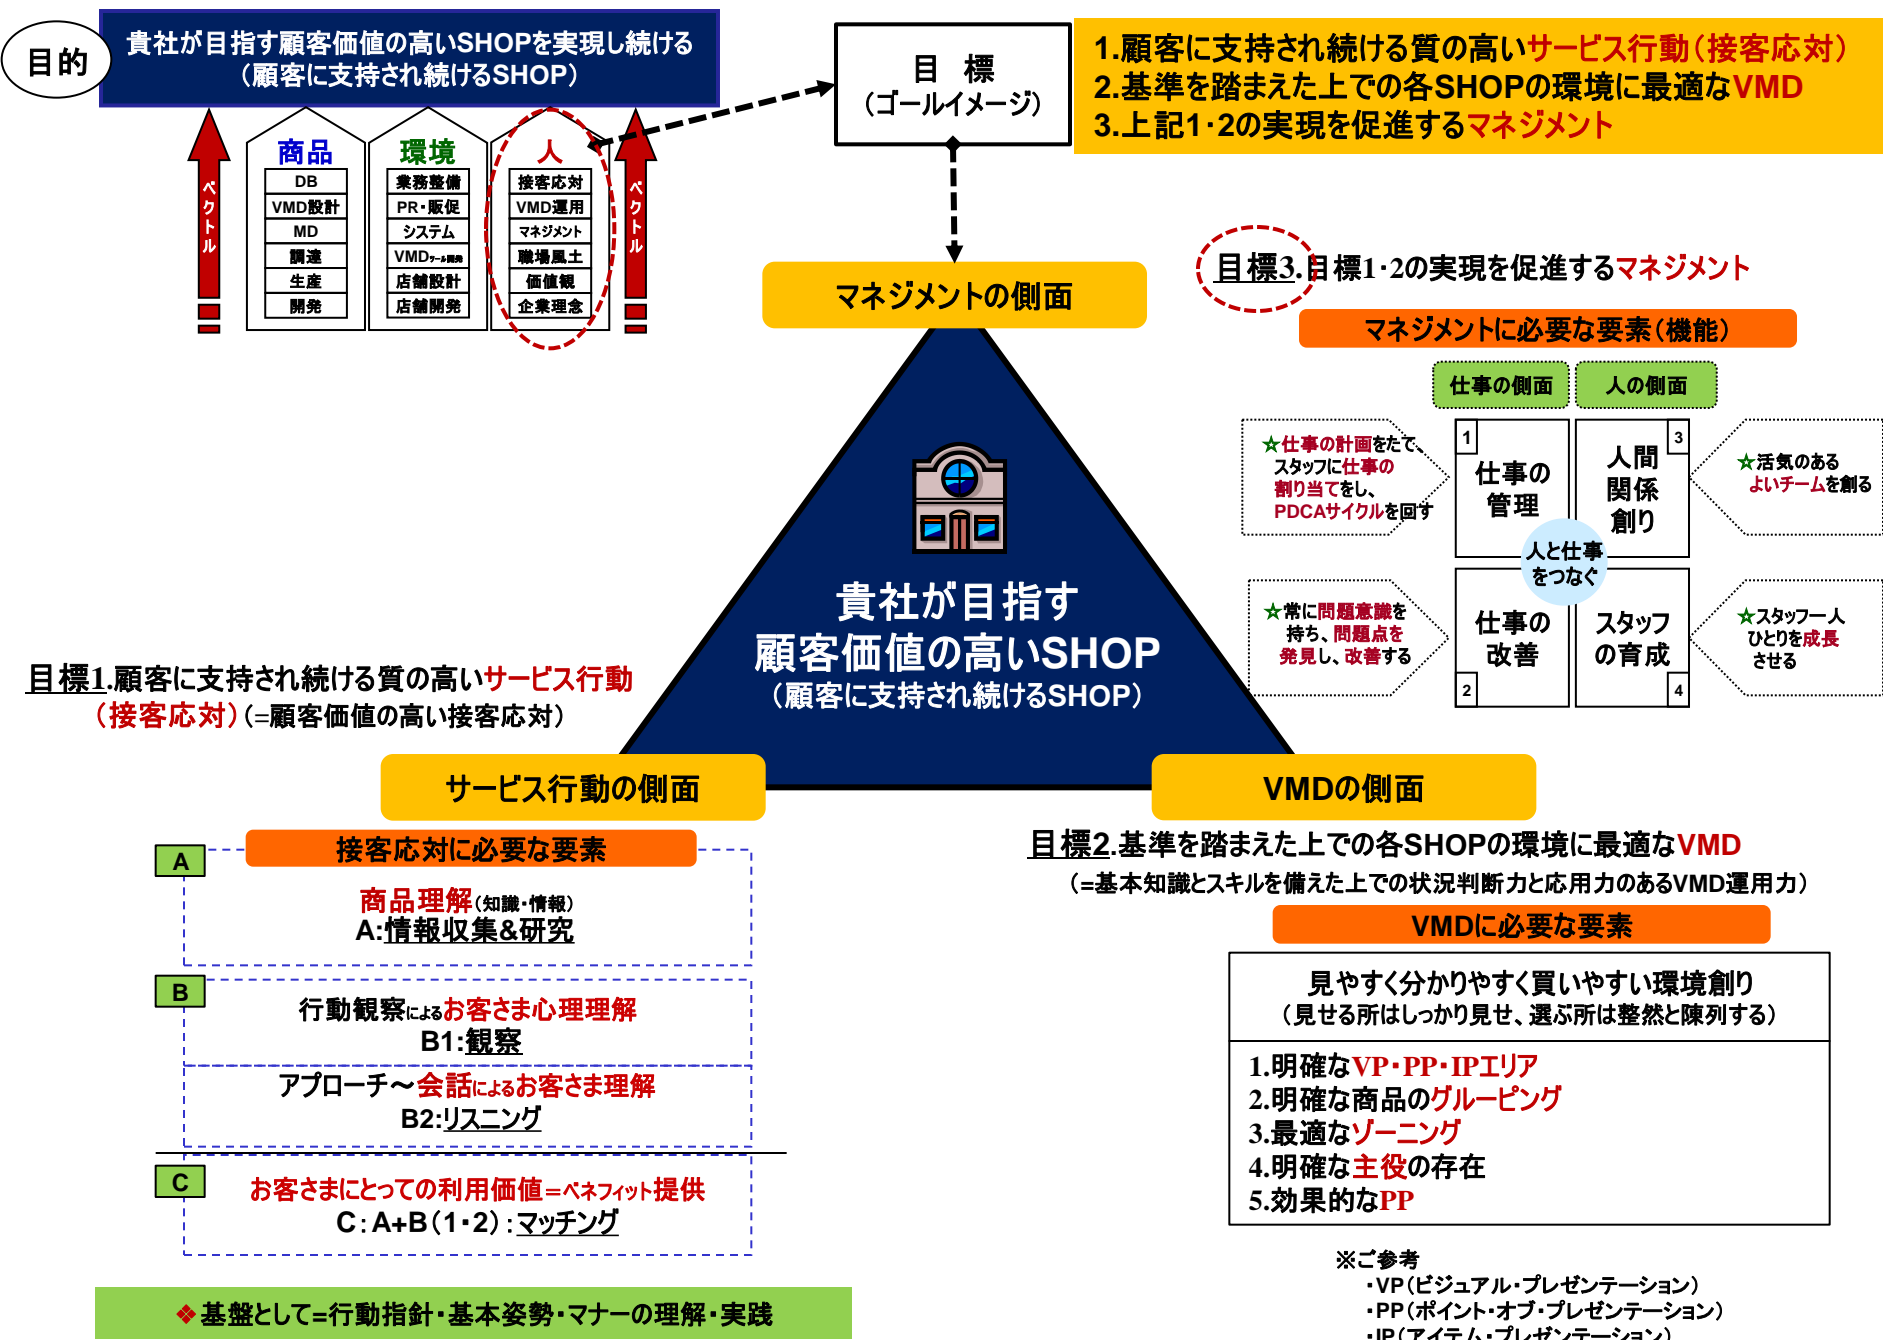 目的
貴社が目指す顧客価値の高いSHOPを実現し続ける
（顧客に支持され続けるSHOP）
ベクトル
商品
DB
VMD設計
MD
調達
生産
開発
環境
業務整備
PR・販促
システム
VMDツール開発
店舗設計
店舗開発
人
接客応対
VMD運用
マネジメント
職場風土
価値観
企業理念
ベクトル
目　標
（ゴールイメージ）
1.顧客に支持され続ける質の高いサービス行動（接客応対）
2.基準を踏まえた上での各SHOPの環境に最適なVMD
3.上記1・2の実現を促進するマネジメント
マネジメントの側面
貴社が目指す
顧客価値の高いSHOP
（顧客に支持され続けるSHOP）
目標3.目標1・2の実現を促進するマネジメント
マネジメントに必要な要素（機能）
仕事の側面
人の側面
☆仕事の計画をたて、
スタッフに仕事の
割り当てをし、
PDCAサイクルを回す
1
仕事の
管理
3
人間
関係
創り
☆活気のある
よいチームを創る
人と仕事
をつなぐ
☆常に問題意識を
持ち、問題点を
発見し、改善する
仕事の
改善
2
スタッフ
の育成
4
☆スタッフ一人
ひとりを成長
させる
目標1.顧客に支持され続ける質の高いサービス行動
（接客応対）（=顧客価値の高い接客応対）
サービス行動の側面
接客応対に必要な要素
A
商品理解（知識・情報）
A:情報収集&研究
B
行動観察によるお客さま心理理解
B1:観察
アプローチ～会話によるお客さま理解
B2:リスニング
C
お客さまにとっての利用価値=ベネフィット提供
C：A+B（1・2）：マッチング
❖基盤として=行動指針・基本姿勢・マナーの理解・実践
VMDの側面
目標2.基準を踏まえた上での各SHOPの環境に最適なVMD
（=基本知識とスキルを備えた上での状況判断力と応用力のあるVMD運用力）
VMDに必要な要素
見やすく分かりやすく買いやすい環境創り
（見せる所はしっかり見せ、選ぶ所は整然と陳列する）
1.明確なVP・PP・IPエリア
2.明確な商品のグルーピング
3.最適なゾーニング
4.明確な主役の存在
5.効果的なPP
※ご参考
・VP（ビジュアル・プレゼンテーション）
・PP（ポイント・オブ・プレゼンテーション）
・IP（アイテム・プレゼンテーション）